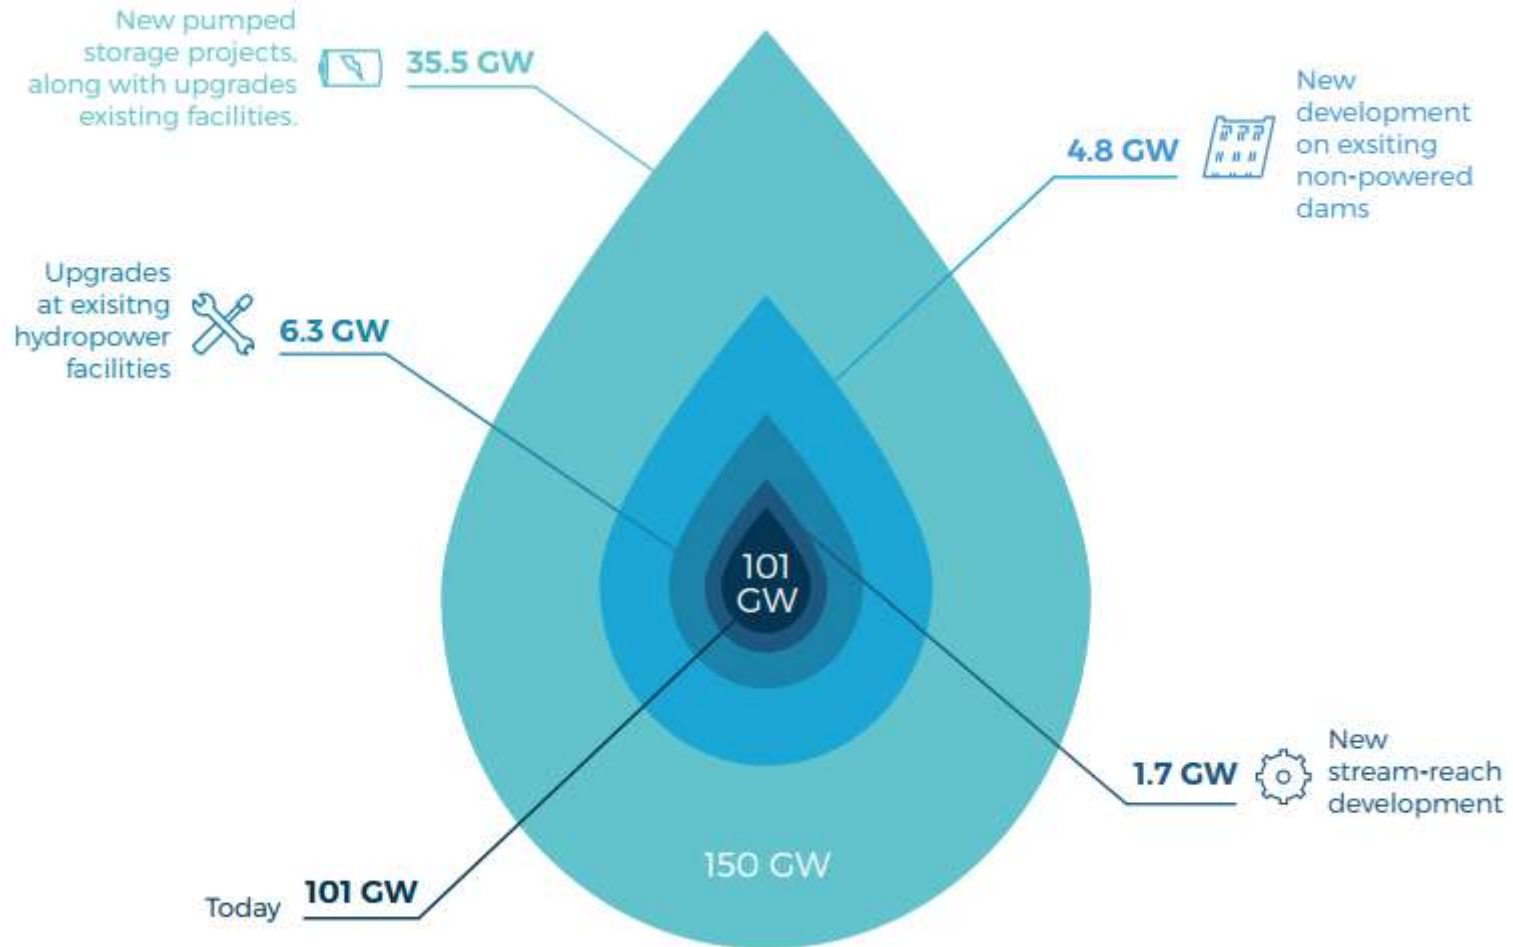 New pumped
storage projects,
along with upgrades
existing facilities.
35.5 GW
4.8 GW
New
development
on exsiting
non-powered
dams
Upgrades
at exisitng
hydropower
facilities
6.3 GW
101
GW
1.7 GW
New
stream-reach
development
150 GW
Today
101 GW